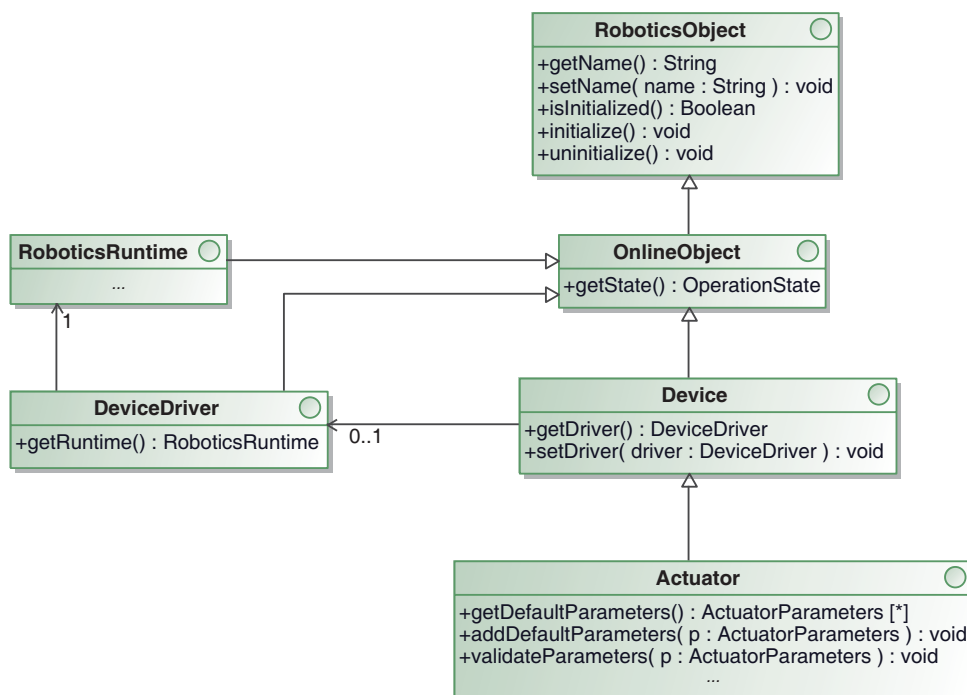 RoboticsObject
+getName() : String
+setName( name : String ) : void
+isInitialized() : Boolean
+initialize() : void
+uninitialize() : void
RoboticsRuntime
...
OnlineObject
+getState() : OperationState
1
DeviceDriver
+getRuntime() : RoboticsRuntime
0..1
Device
+getDriver() : DeviceDriver
+setDriver( driver : DeviceDriver ) : void
Actuator
+getDefaultParameters() : ActuatorParameters [*]
+addDefaultParameters( p : ActuatorParameters ) : void
+validateParameters( p : ActuatorParameters ) : void
...